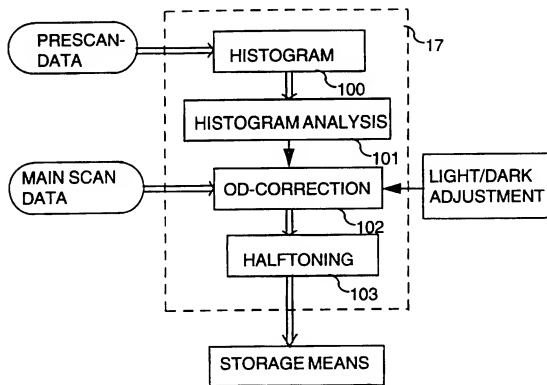 PRESCAN-
DATA
HISTOGRAM
17
100
HISTOGRAM ANALYSIS
101
MAIN SCAN
DATA
OD-CORRECTION
LIGHT/DARK
ADJUSTMENT
102
HALFTONING
103
STORAGE MEANS